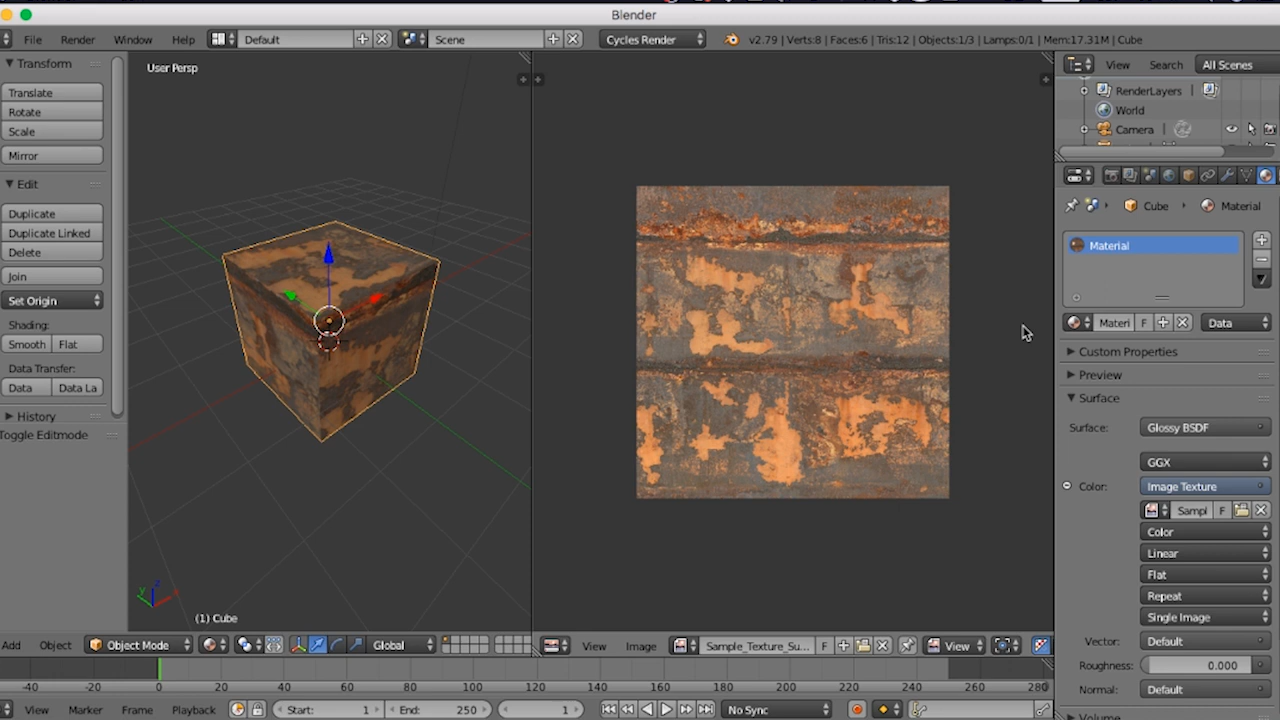 Blender
File Render Window Help Default Scene Cycles Render v2.79 | Verts:8 | Faces:6 | Tris:12 | Objects:1/3 | Lamps:0/1 | Mem:17.31M | Cube
Transform
Translate
Rotate
Scale
Mirror
Edit
Duplicate
Duplicate Linked
Delete
Join
Set Origin
Shading:
Smooth Flat
Data Transfer:
Data Data La
History
Toggle Editmode
User Persp
(1) Cube
y z
Add Object Object Mode Global
View Image Sample_Texture_Su... F View
View Search All Scenes
RenderLayers
World
Camera
Cube Material
Material
Materi F Data
Custom Properties
Preview
Surface
Surface: Glossy BSDF
GGX
Color: Image Texture
Sampl F
Color
Linear
Flat
Repeat
Single Image
Vector: Default
Roughness: 0.000
Normal: Default
Volume
-40 -20 0 20 40 60 80 100 120 140 160 180 200 220 240 260 280
View Marker Frame Playback Start: 1 End: 250 1 No Sync